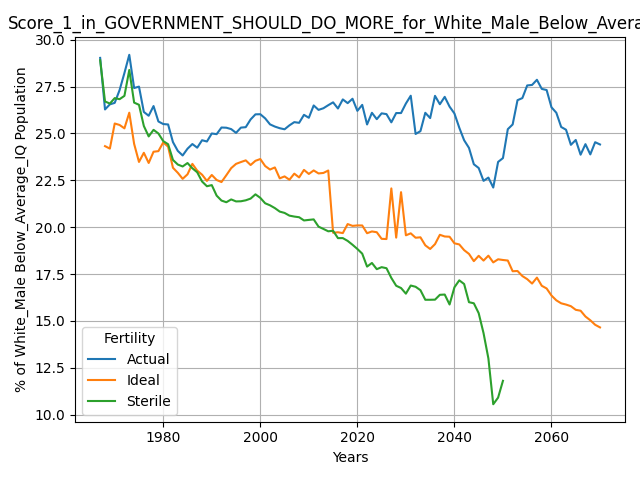 Score_1_in_GOVERNMENT_SHOULD_DO_MORE_for_White_Male_Below_Avera
30.0
27.5
25.0
22.5
20.0
17.5
15.0
12.5
10.0
% of White_Male Below_Average_IQ Population
Fertility
Actual
Ideal
Sterile
1980 2000 2020 2040 2060
Years